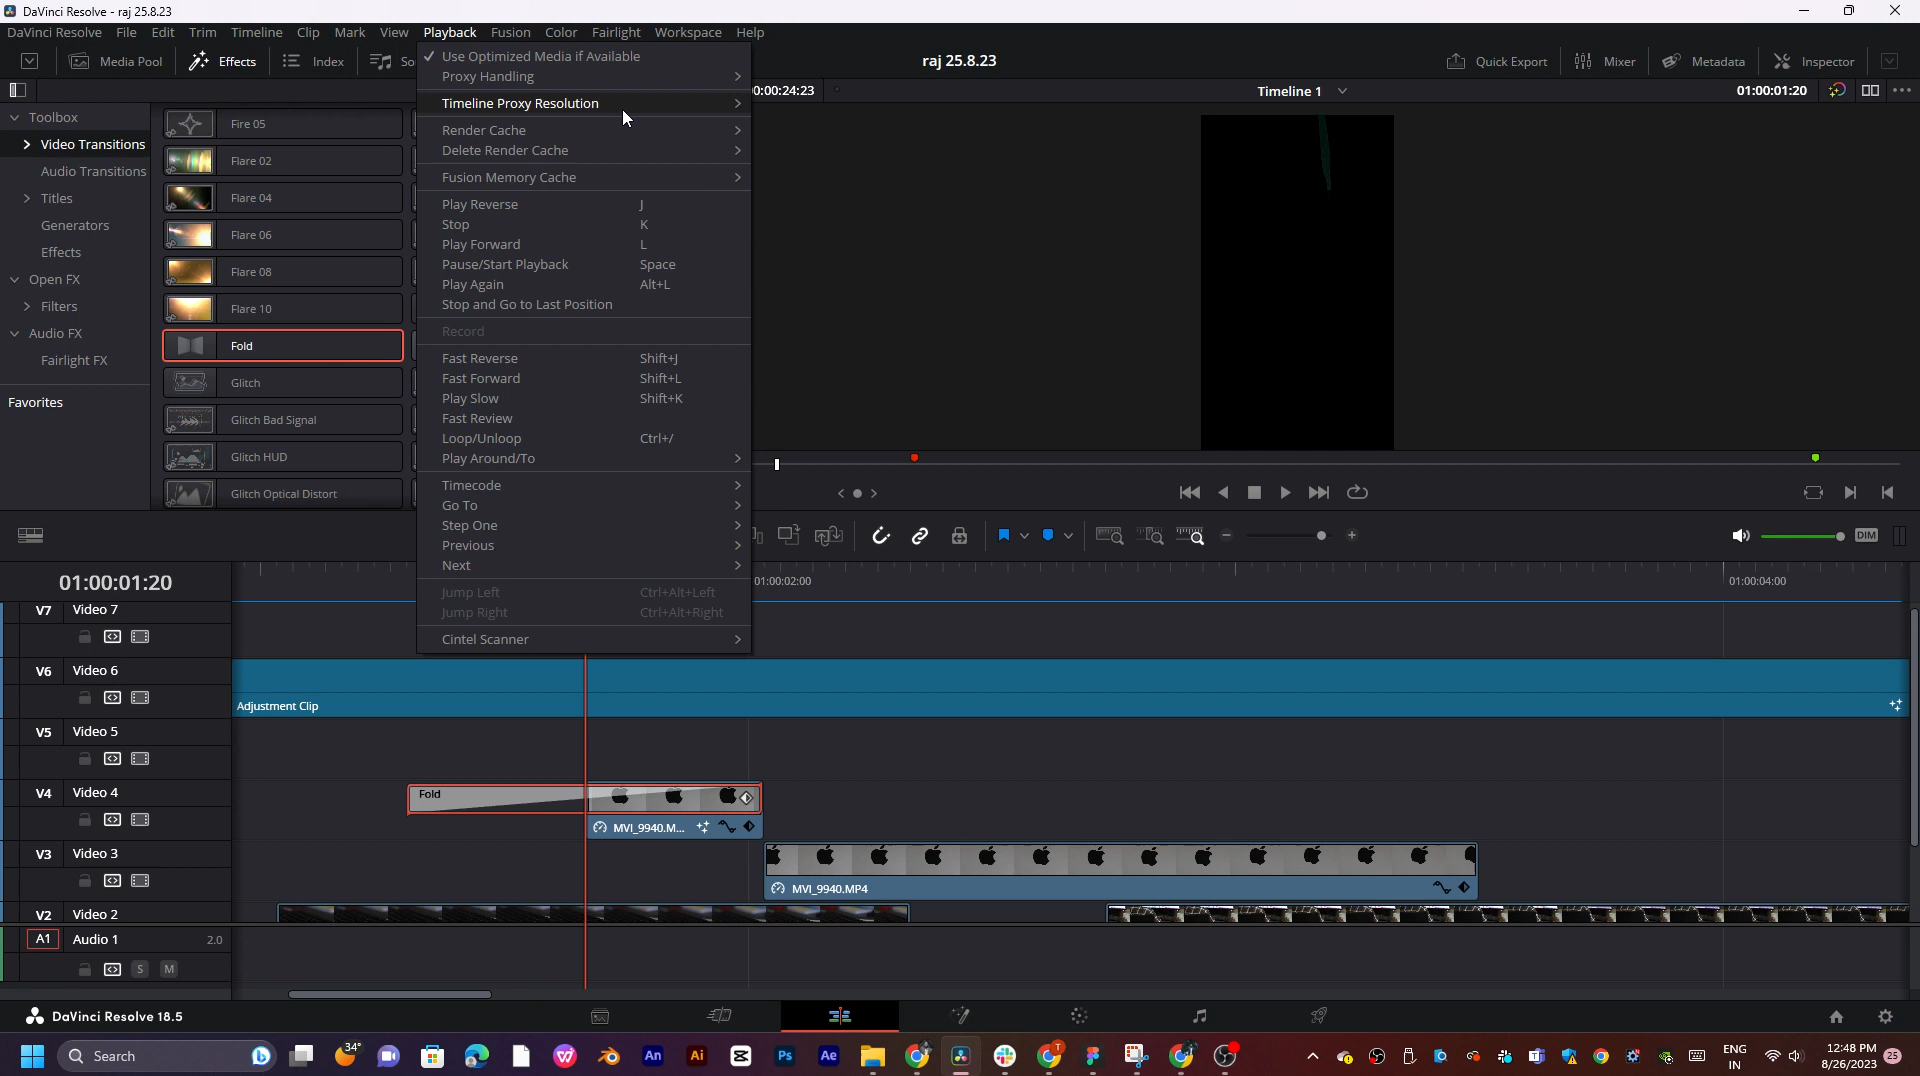 DaVinci Resolve - raj 25.8.23
DaVinci Resolve File Edit Trim Timeline Clip Mark View Playback Fusion Color Fairlight Workspace Help
Media Pool Effects Index So
raj 25.8.23
Quick Export Mixer Metadata Inspector
0:00:24:23
Timeline 1
01:00:01:20
Toolbox
Video Transitions
Audio Transitions
Titles
Generators
Effects
Open FX
Filters
Audio FX
Fairlight FX
Favorites
Fire 05
Flare 02
Flare 04
Flare 06
Flare 08
Flare 10
Fold
Glitch
Glitch Bad Signal
Glitch HUD
Glitch Optical Distort
Use Optimized Media if Available
Proxy Handling
Timeline Proxy Resolution
Render Cache
Delete Render Cache
Fusion Memory Cache
Play Reverse J
Stop K
Play Forward L
Pause/Start Playback Space
Play Again Alt+L
Stop and Go to Last Position
Record
Fast Reverse Shift+J
Fast Forward Shift+L
Play Slow Shift+K
Fast Review
Loop/Unloop Ctrl+/
Play Around/To
Timecode
Go To
Step One
Previous
Next
Jump Left Ctrl+Alt+Left
Jump Right Ctrl+Alt+Right
Cintel Scanner
DIM
01:00:01:20
01:00:02:00
01:00:04:00
V7 Video 7
V6 Video 6
Adjustment Clip
V5 Video 5
V4 Video 4
Fold
MVI_9940.M...
V3 Video 3
MVI_9940.MP4
V2 Video 2
A1 Audio 1 2.0
S M
DaVinci Resolve 18.5
Search
34°
An
Ai
Ps
Ae
T
ENG
IN
12:48 PM
8/26/2023
25